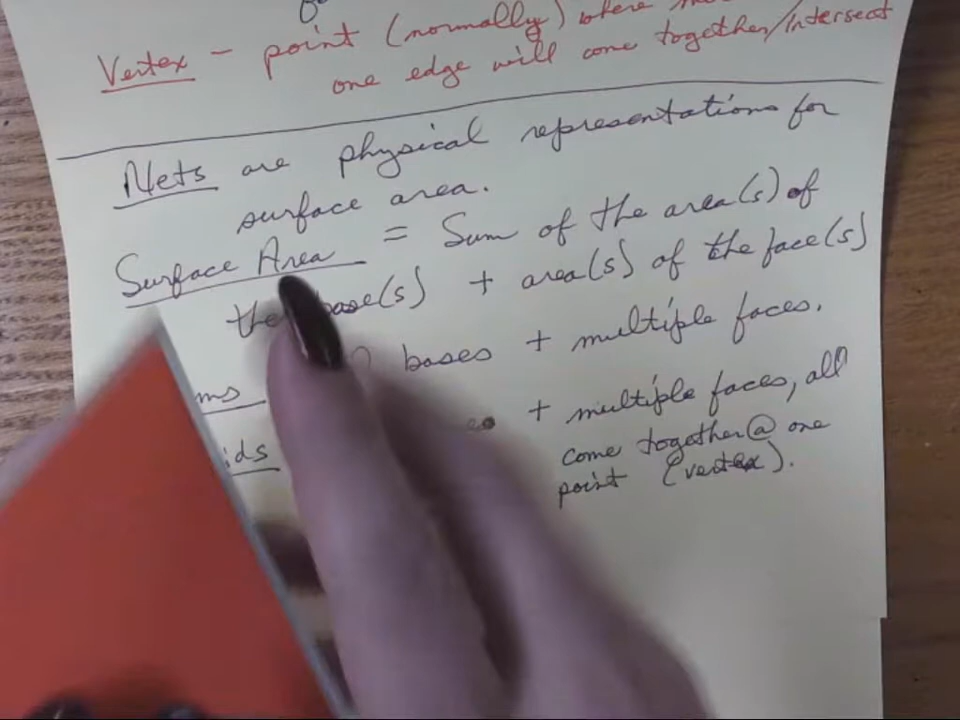 Vertex - point (normally) where
one edge will come together/intersect
Nets are physical representations for
surface area.
Surface Area = Sum of the area(s) of
the base(s) + area(s) of the face(s)
ms bases + multiple faces.
ids + multiple faces, all
come together @ one
point (vertex).